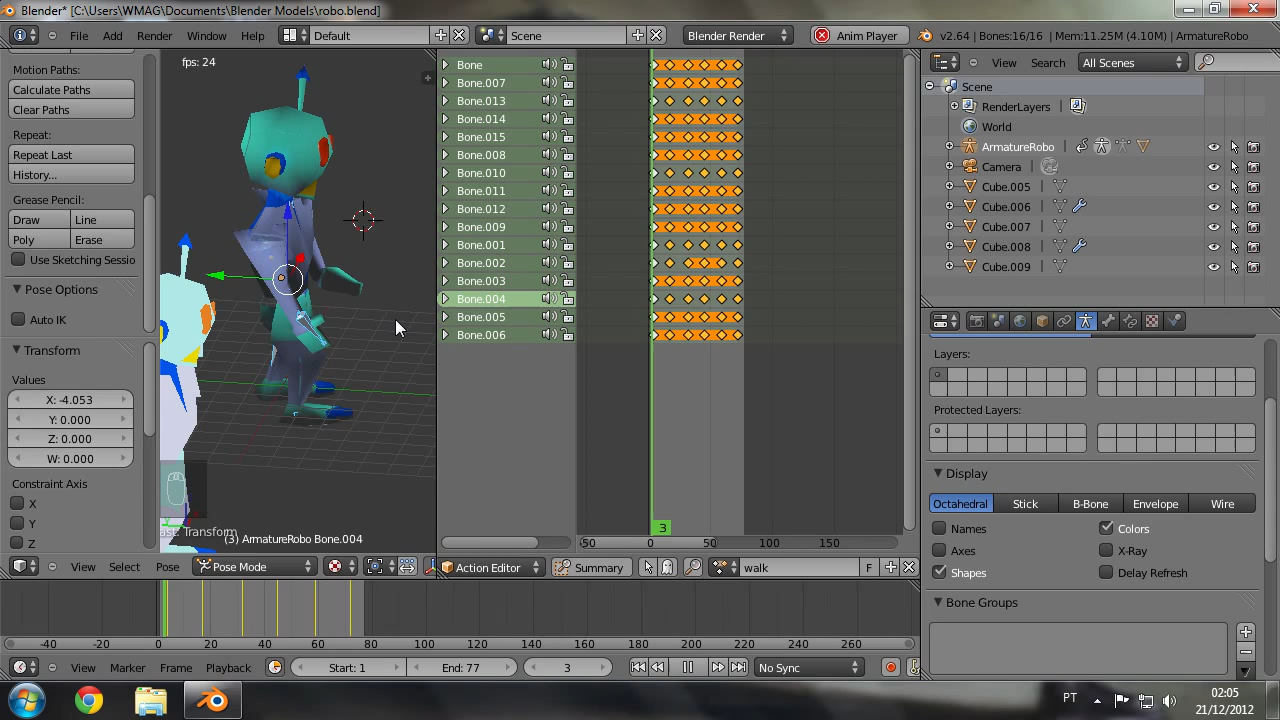 Blender* [C:\Users\WMAG\Documents\Blender Models\robo.blend]
File Add Render Window Help Default Scene Blender Render Anim Player v2.64 | Bones:16/16 | Mem:11.25M (4.10M) | ArmatureRobo
Motion Paths:
Calculate Paths
Clear Paths
Repeat:
Repeat Last
History...
Grease Pencil:
Draw Line
Poly Erase
Use Sketching Sessio
Pose Options
Auto IK
Transform
Values
X: -4.053
Y: 0.000
Z: 0.000
W: 0.000
Constraint Axis
X
Y
Z
fps: 24
Transform
(3) ArmatureRobo Bone.004
View Select Pose Pose Mode
Bone
Bone.007
Bone.013
Bone.014
Bone.015
Bone.008
Bone.010
Bone.011
Bone.012
Bone.009
Bone.001
Bone.002
Bone.003
Bone.004
Bone.005
Bone.006
3
-50 0 50 100 150
Action Editor Summary walk F
View Search All Scenes
Scene
RenderLayers
World
ArmatureRobo
Camera
Cube.005
Cube.006
Cube.007
Cube.008
Cube.009
Layers:
Protected Layers:
Display
Octahedral Stick B-Bone Envelope Wire
Names Colors
Axes X-Ray
Shapes Delay Refresh
Bone Groups
-40 -20 0 20 40 60 80 100 120 140 160 180 200 220 240 260
View Marker Frame Playback Start: 1 End: 77 3 No Sync
PT 02:05
21/12/2012